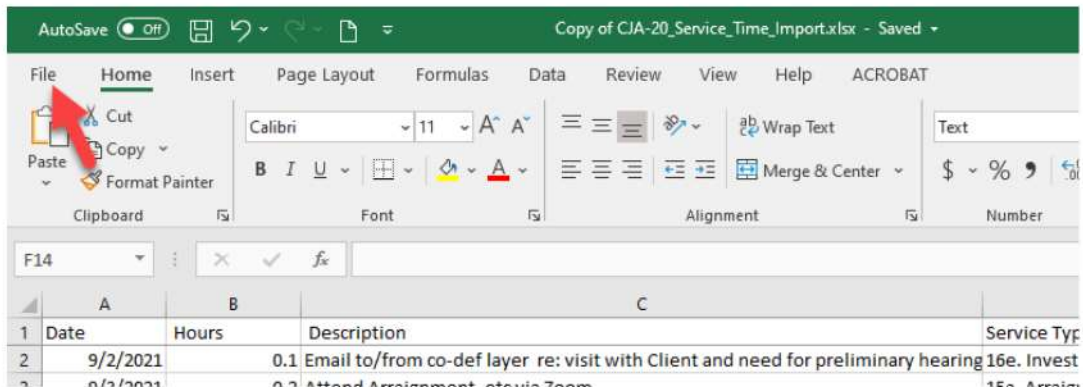 AutoSave Off Copy of CJA-20_Service_Time_Import.xlsx - Saved
File Home Insert Page Layout Formulas Data Review View Help ACROBAT
Cut
Copy
Paste
Format Painter
Clipboard
Calibri 11 A A
B I U A
Font
ab Wrap Text
Merge & Center
Alignment
Text
$ % 9
Number
F14 fx
A B C
1 Date Hours Description Service Typ
2 9/2/2021 0.1 Email to/from co-def layer re: visit with Client and need for preliminary hearing 16e. Invest